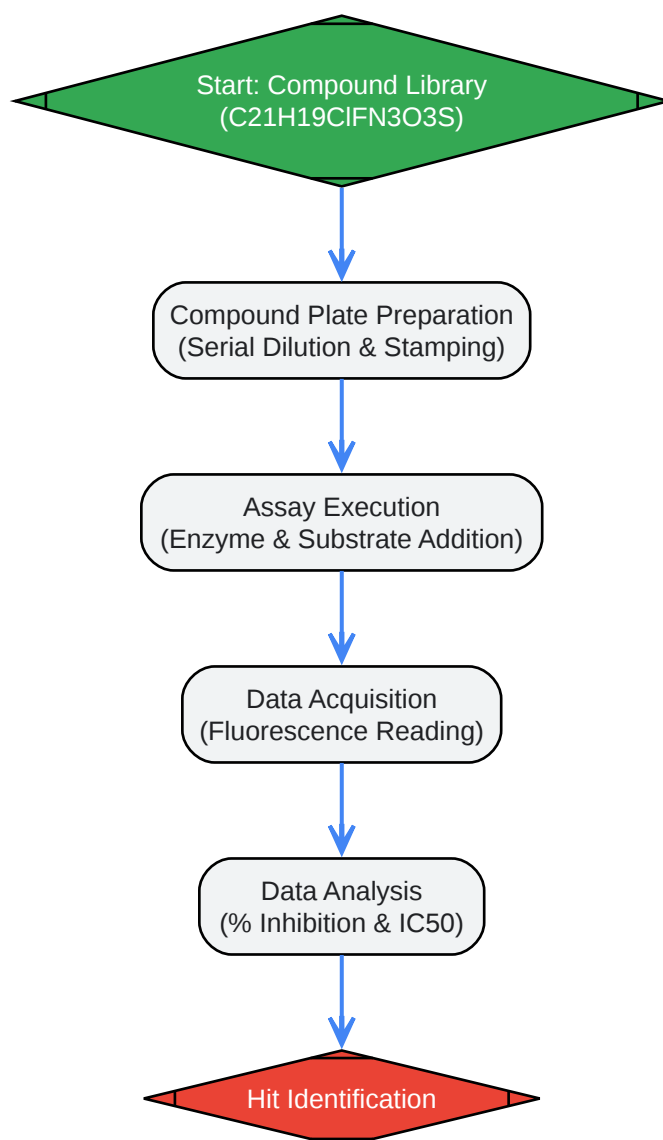 Start: Compound Library
(C21H19ClFN3O3S)
Compound Plate Preparation
(Serial Dilution & Stamping)
Assay Execution
(Enzyme & Substrate Addition)
Data Acquisition
(Fluorescence Reading)
Data Analysis
(% Inhibition & IC50)
Hit Identification